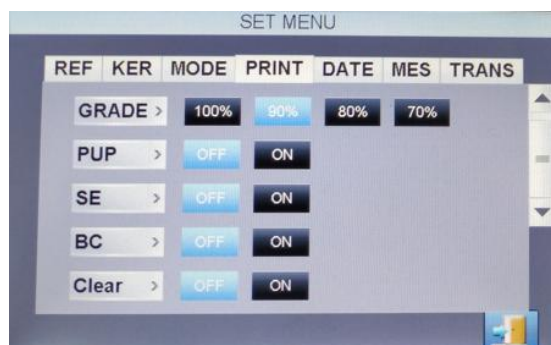 SET MENU
REF KER MODE PRINT DATE MES TRANS
GRADE > 100% 90% 80% 70%
PUP > OFF ON
SE > OFF ON
BC > OFF ON
Clear > OFF ON